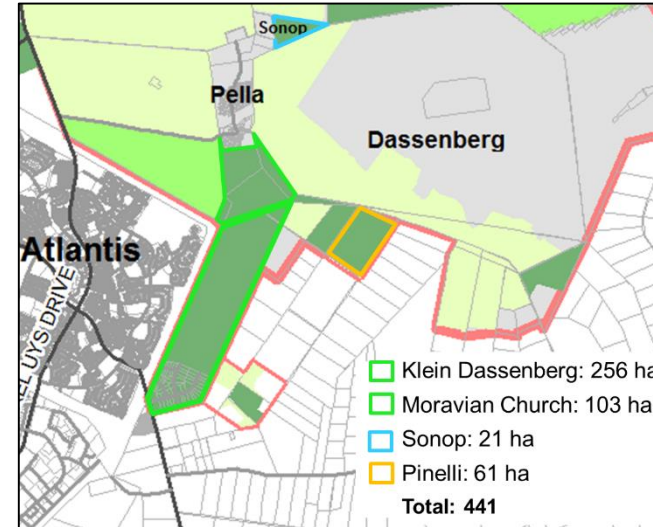 Sonop
Pella
Dassenberg
Atlantis
UYS DRIVE
Klein Dassenberg: 256 ha
Moravian Church: 103 ha
Sonop: 21 ha
Pinelli: 61 ha
Total: 441